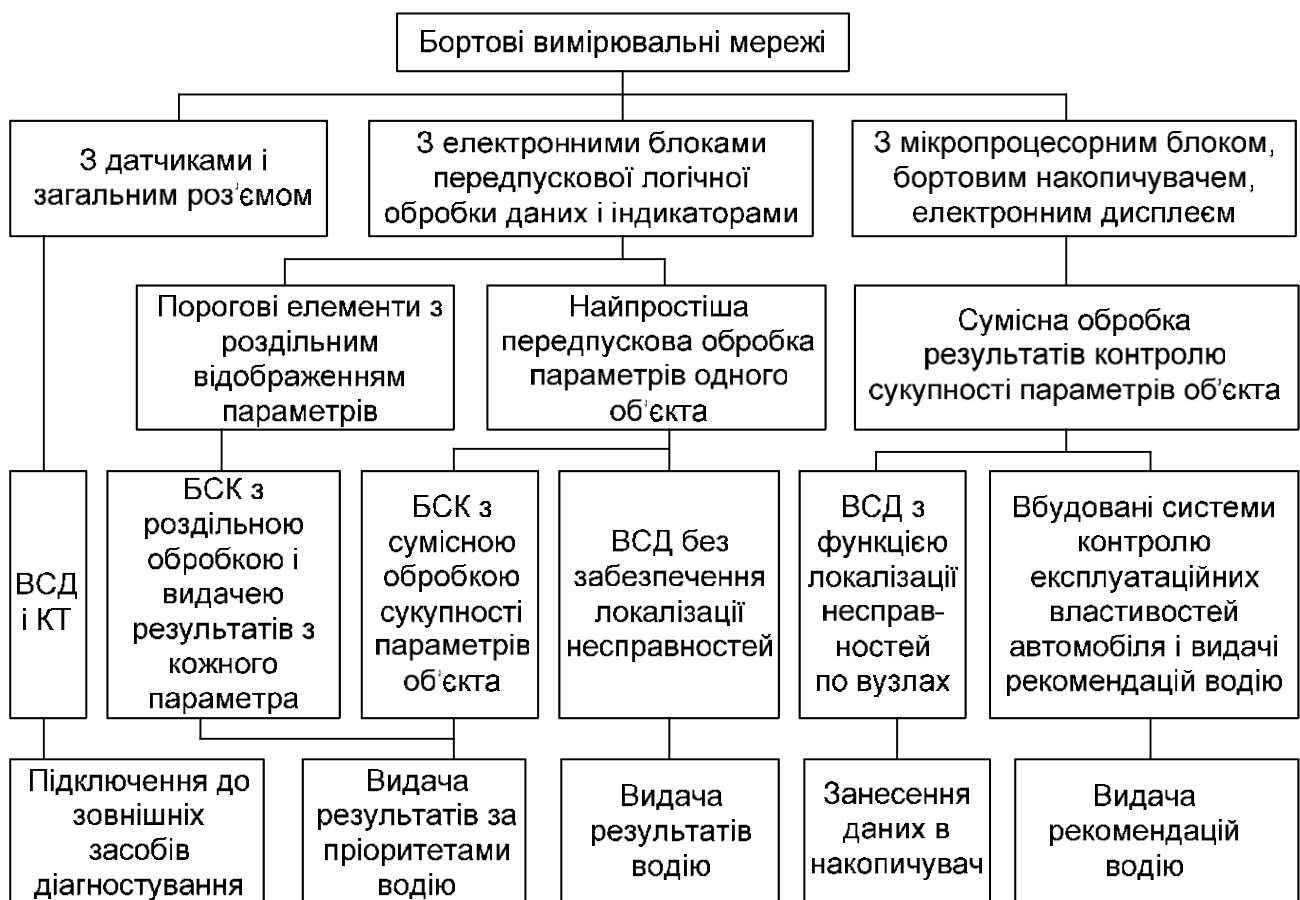 Бортові вимірювальні мережі
З датчиками і
загальним роз'ємом
З електронними блоками
передпускової логічної
обробки даних і індикаторами
З мікропроцесорним блоком,
бортовим накопичувачем,
електронним дисплеєм
Порогові елементи з
роздільним
відображенням
параметрів
Найпростіша
передпускова обробка
параметрів одного
об'єкта
Сумісна обробка
результатів контролю
сукупності параметрів об'єкта
ВСД
і КТ
БСК з
роздільною
обробкою і
видачею
результатів з
кожного
параметра
БСК з
сумісною
обробкою
сукупності
параметрів
об'єкта
ВСД без
забезпечення
локалізації
несправностей
ВСД з
функцією
локалізації
несправ-
ностей
по вузлах
Вбудовані системи
контролю
експлуатаційних
властивостей
автомобіля і видачі
рекомендацій водію
Підключення до
зовнішніх
засобів
діагностування
Видача
результатів за
пріоритетами
водію
Видача
результатів
водію
Занесення
даних в
накопичувач
Видача
рекомендацій
водію